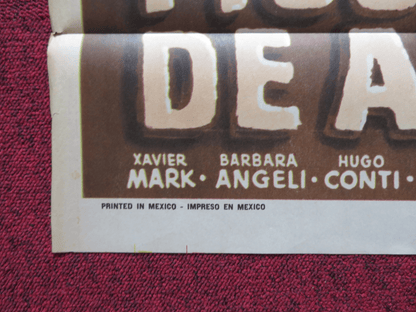 DE A
XAVIER BARBARA HUGO
MARK · ANGELI · CONTI ·
PRINTED IN MEXICO - IMPRESO EN MEXICO